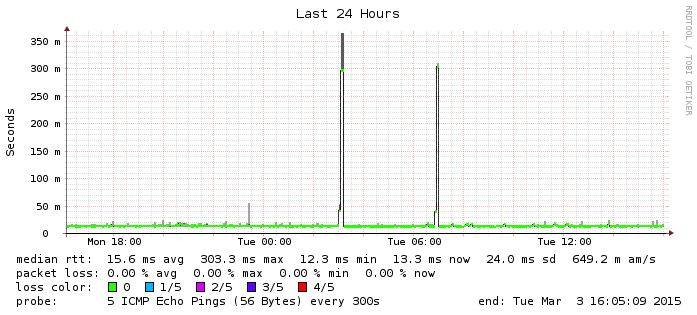 Last 24 Hours
RRDTOOL / TOBI OETIKER
Seconds
350 m
300 m
250 m
200 m
150 m
100 m
50 m
0
Mon 18:00 Tue 00:00 Tue 06:00 Tue 12:00
median rtt: 15.6 ms avg 303.3 ms max 12.3 ms min 13.3 ms now 24.0 ms sd 649.2 m am/s
packet loss: 0.00 % avg 0.00 % max 0.00 % min 0.00 % now
loss color: 0 1/5 2/5 3/5 4/5
probe: 5 ICMP Echo Pings (56 Bytes) every 300s end: Tue Mar 3 16:05:09 2015